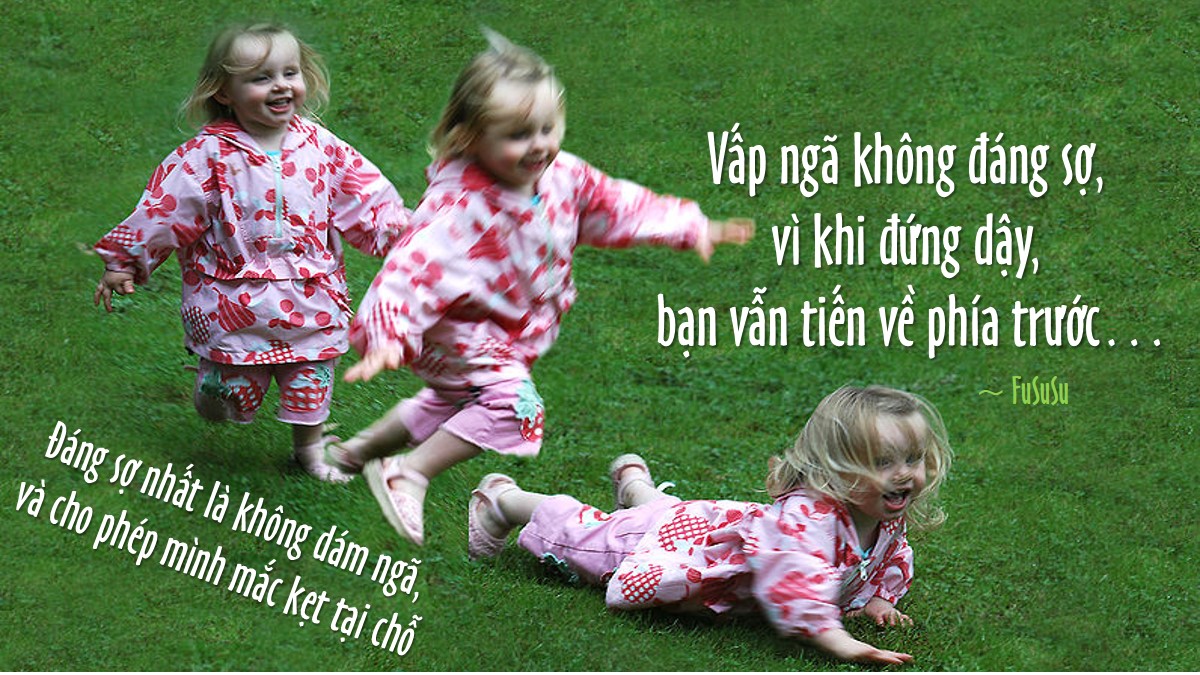 Vấp ngã không đáng sợ,
vì khi đứng dậy,
bạn vẫn tiến về phía trước...
~ FuSuSu
Đáng sợ nhất là không dám ngã,
và cho phép mình mắc kẹt tại chỗ